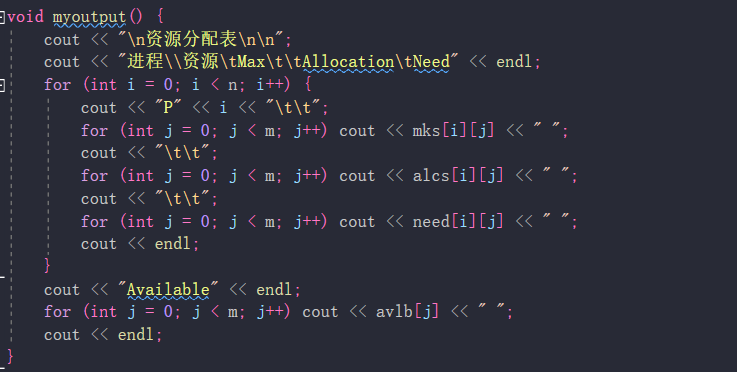 void myoutput() {
    cout << "\n资源分配表\n\n";
    cout << "进程\\资源\tMax\t\tAllocation\tNeed" << endl;
    for (int i = 0; i < n; i++) {
        cout << "P" << i << "\t\t";
        for (int j = 0; j < m; j++) cout << mks[i][j] << " ";
        cout << "\t\t";
        for (int j = 0; j < m; j++) cout << alcs[i][j] << " ";
        cout << "\t\t";
        for (int j = 0; j < m; j++) cout << need[i][j] << " ";
        cout << endl;
    }
    cout << "Available" << endl;
    for (int j = 0; j < m; j++) cout << avlb[j] << " ";
    cout << endl;
}